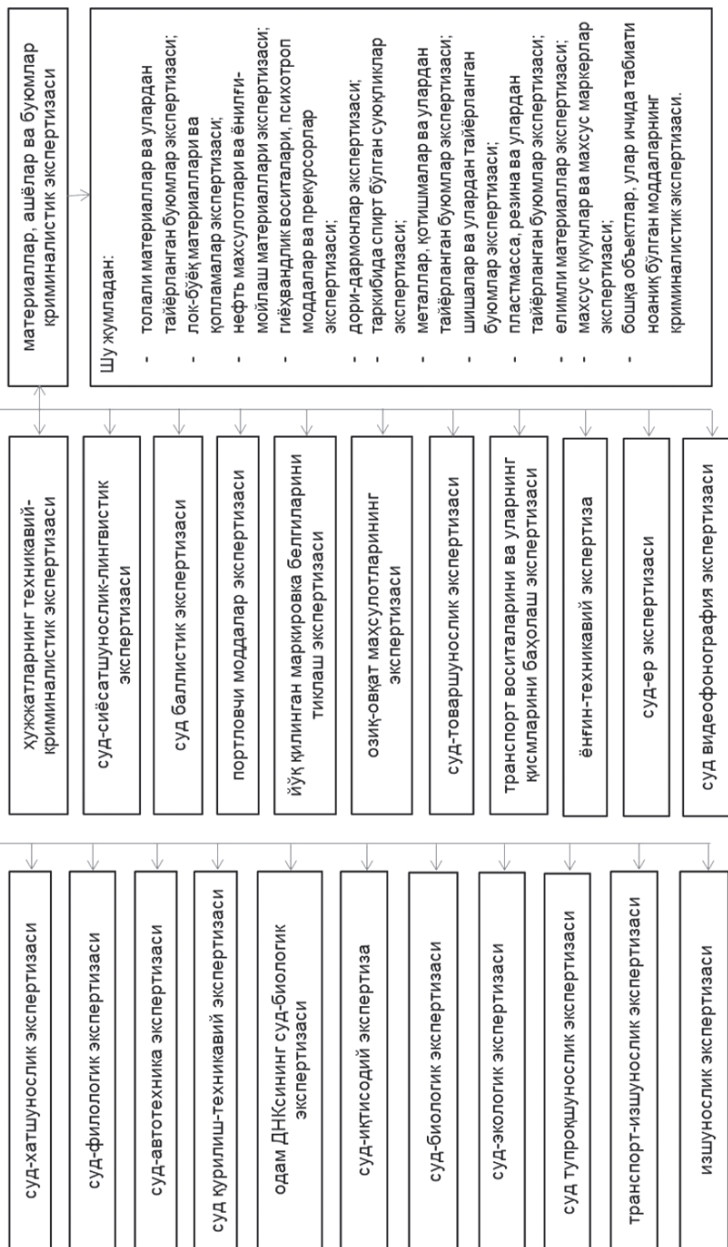 суд-хатшунослик экспертизаси
суд-филологик экспертизаси
суд-автотехника экспертизаси
суд қурилиш-техникавий экспертизаси
одам ДНКсининг суд-биологик
экспертизаси
суд-иқтисодий экспертиза
суд-биологик экспертизаси
суд-экологик экспертизаси
суд тупроқшунослик экспертизаси
транспорт-изшунослик экспертизаси
изшунослик экспертизаси
ҳужжатларнинг техникавий-
криминалистик экспертизаси
суд-сиёсатшунослик-лингвистик
экспертизаси
суд баллистик экспертизаси
портловчи моддалар экспертизаси
йўқ қилинган маркировка белгиларини
тиклаш экспертизаси
озиқ-овқат маҳсулотларининг
экспертизаси
суд-товаршунослик экспертизаси
транспорт воситаларини ва уларнинг
қисмларини баҳолаш экспертизаси
ёнғин-техникавий экспертиза
суд-ер экспертизаси
суд видеофонография экспертизаси
материаллар, ашёлар ва буюмлар
криминалистик экспертизаси
Шу жумладан:
- толали материаллар ва улардан
тайёрланган буюмлар экспертизаси;
- лок-бўёқ материаллари ва
қопламалар экспертизаси;
- нефть махсулотлари ва ёнилғи-
мойлаш материаллари экспертизаси;
- гиёҳвандлик воситалари, психотроп
моддалар ва прекурсорлар
экспертизаси;
- дори-дармонлар экспертизаси;
- таркибида спирт бўлган суюқликлар
экспертизаси;
- металлар, қотишмалар ва улардан
тайёрланган буюмлар экспертизаси;
- шишалар ва улардан тайёрланган
буюмлар экспертизаси;
- пластмасса, резина ва улардан
тайёрланган буюмлар экспертизаси;
- елимли материаллар экспертизаси;
- махсус кукунлар ва махсус маркерлар
экспертизаси;
- бошқа объектлар, улар ичида табиати
ноаниқ бўлган моддаларнинг
криминалистик экспертизаси.